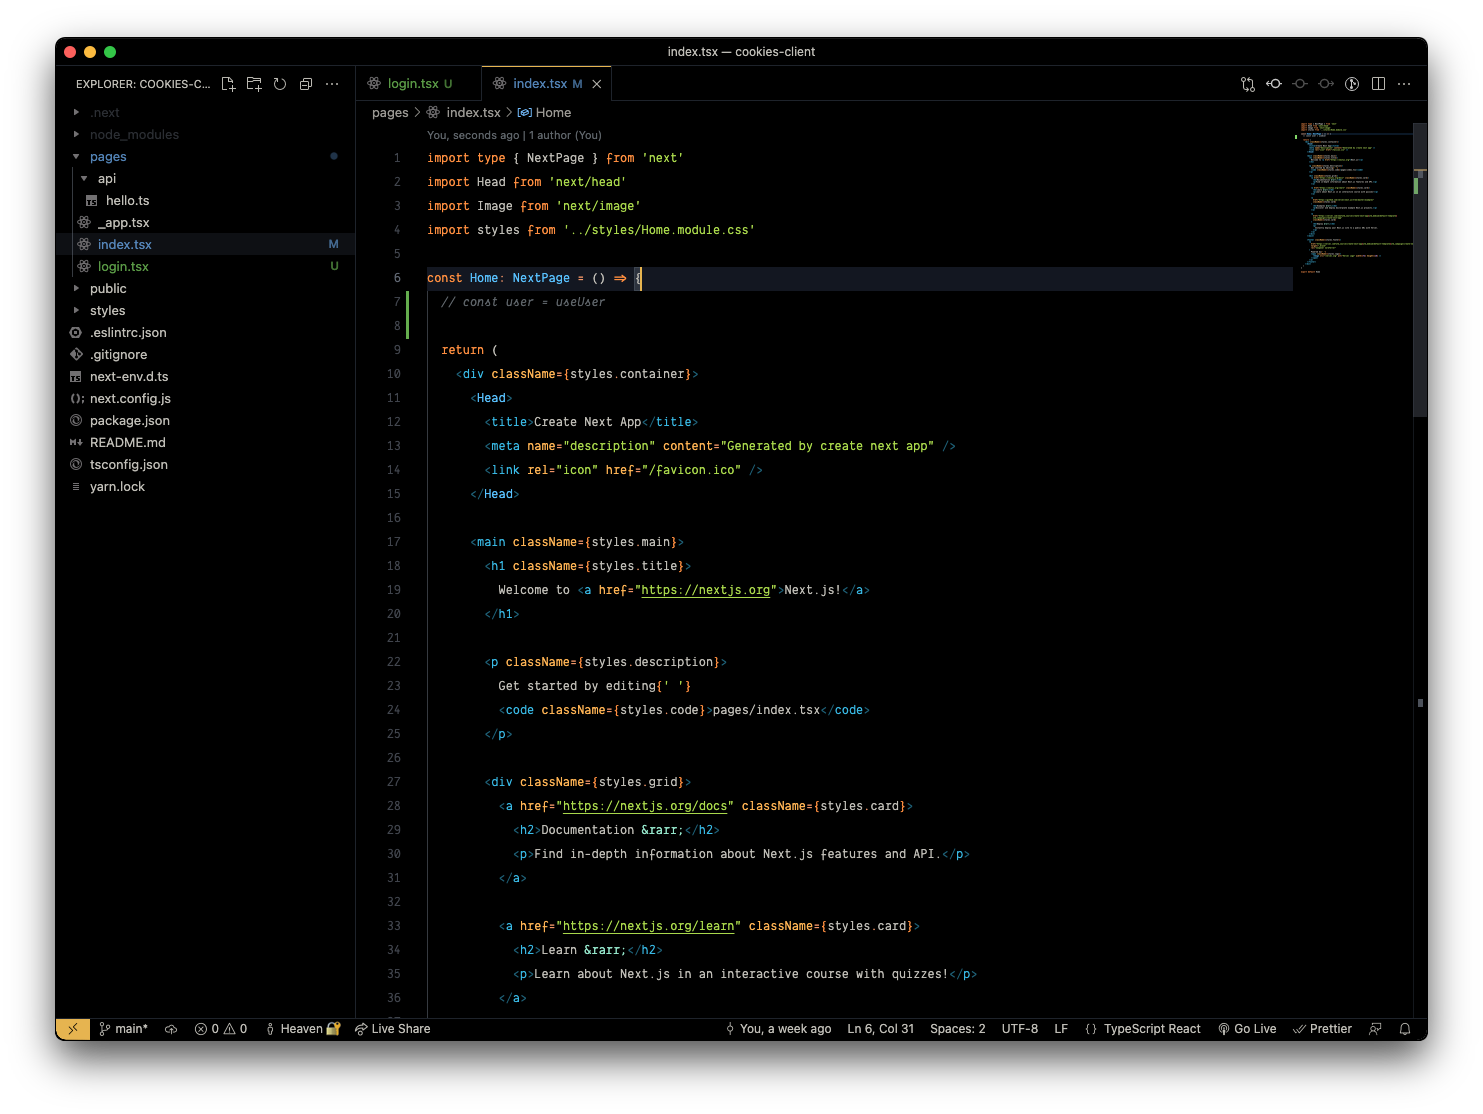 index.tsx — cookies-client
EXPLORER: COOKIES-C...
.next
node_modules
pages
api
hello.ts
_app.tsx
index.tsx M
login.tsx U
public
styles
.eslintrc.json
.gitignore
next-env.d.ts
next.config.js
package.json
README.md
tsconfig.json
yarn.lock
login.tsx U
index.tsx M
pages > index.tsx > Home
You, seconds ago | 1 author (You)
1 import type { NextPage } from 'next'
2 import Head from 'next/head'
3 import Image from 'next/image'
4 import styles from '../styles/Home.module.css'
5
6 const Home: NextPage = () => {
7 // const user = useUser
8
9 return (
10 <div className={styles.container}>
11 <Head>
12 <title>Create Next App</title>
13 <meta name="description" content="Generated by create next app" />
14 <link rel="icon" href="/favicon.ico" />
15 </Head>
16
17 <main className={styles.main}>
18 <h1 className={styles.title}>
19 Welcome to <a href="https://nextjs.org">Next.js!</a>
20 </h1>
21
22 <p className={styles.description}>
23 Get started by editing{' '}
24 <code className={styles.code}>pages/index.tsx</code>
25 </p>
26
27 <div className={styles.grid}>
28 <a href="https://nextjs.org/docs" className={styles.card}>
29 <h2>Documentation &rarr;</h2>
30 <p>Find in-depth information about Next.js features and API.</p>
31 </a>
32
33 <a href="https://nextjs.org/learn" className={styles.card}>
34 <h2>Learn &rarr;</h2>
35 <p>Learn about Next.js in an interactive course with quizzes!</p>
36 </a>
main* 0 0 Heaven 🔐 Live Share You, a week ago Ln 6, Col 31 Spaces: 2 UTF-8 LF {} TypeScript React Go Live Prettier